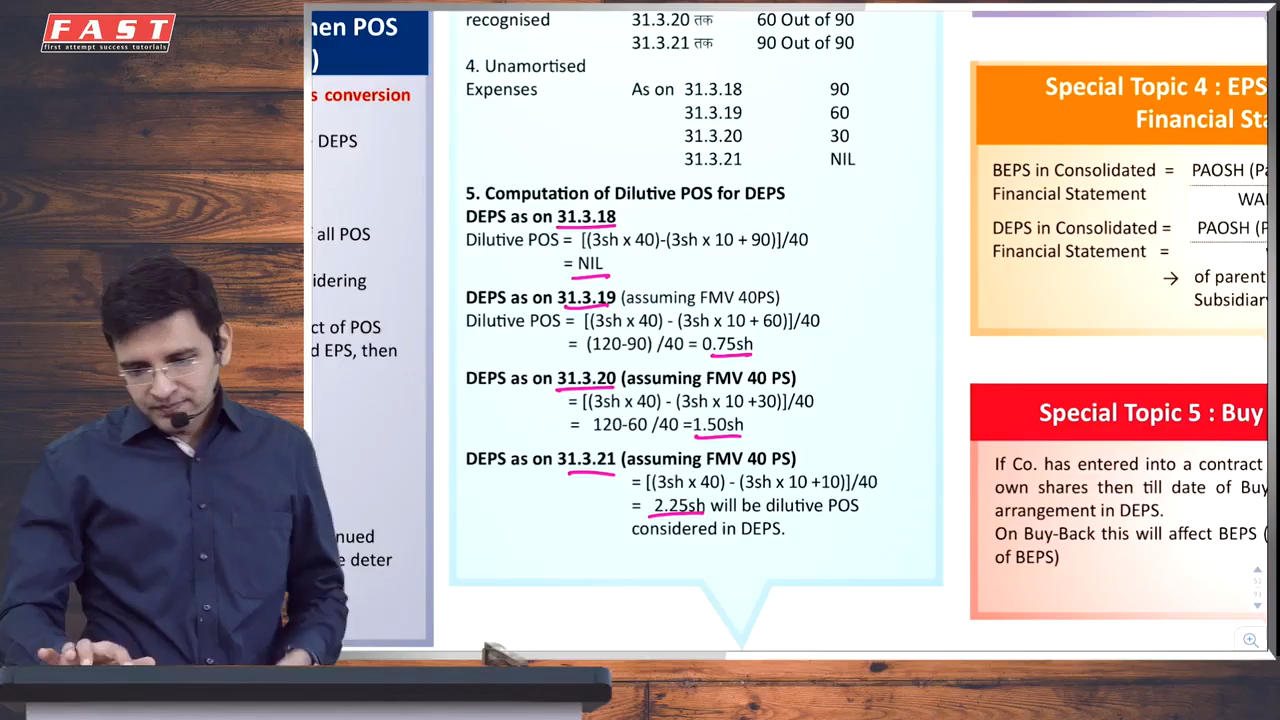 FAST
first attempt success tutorials
hen POS
)
s conversion
DEPS
all POS
idering
ct of POS
d EPS, then
nued
e deter
recognised 31.3.20 तक 60 Out of 90
31.3.21 तक 90 Out of 90
4. Unamortised
Expenses As on 31.3.18 90
31.3.19 60
31.3.20 30
31.3.21 NIL
5. Computation of Dilutive POS for DEPS
DEPS as on 31.3.18
Dilutive POS = [(3sh x 40)-(3sh x 10 + 90)]/40
= NIL
DEPS as on 31.3.19 (assuming FMV 40PS)
Dilutive POS = [(3sh x 40) - (3sh x 10 + 60)]/40
= (120-90) /40 = 0.75sh
DEPS as on 31.3.20 (assuming FMV 40 PS)
= [(3sh x 40) - (3sh x 10 +30)]/40
= 120-60 /40 =1.50sh
DEPS as on 31.3.21 (assuming FMV 40 PS)
= [(3sh x 40) - (3sh x 10 +10)]/40
= 2.25sh will be dilutive POS
considered in DEPS.
Special Topic 4 : EPS
Financial Sta
BEPS in Consolidated = PAOSH (Pa
Financial Statement WA
DEPS in Consolidated = PAOSH (P
Financial Statement =
→ of parent
Subsidiar
Special Topic 5 : Buy
If Co. has entered into a contract
own shares then till date of Buy
arrangement in DEPS.
On Buy-Back this will affect BEPS (
of BEPS)